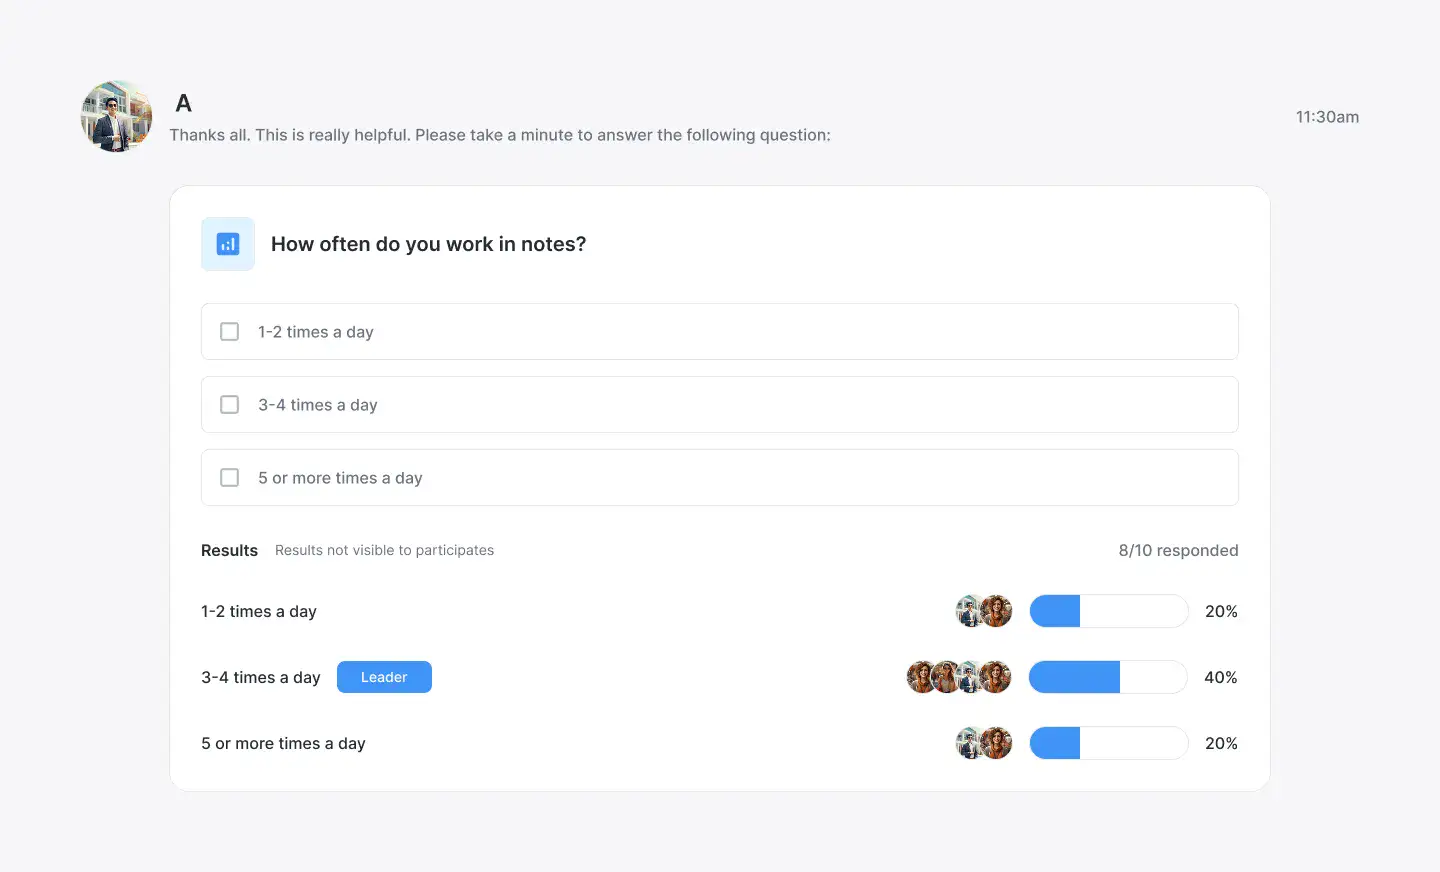 A
11:30am
Thanks all. This is really helpful. Please take a minute to answer the following question:
How often do you work in notes?
1-2 times a day
3-4 times a day
5 or more times a day
Results Results not visible to participates 8/10 responded
1-2 times a day 20%
3-4 times a day Leader 40%
5 or more times a day 20%